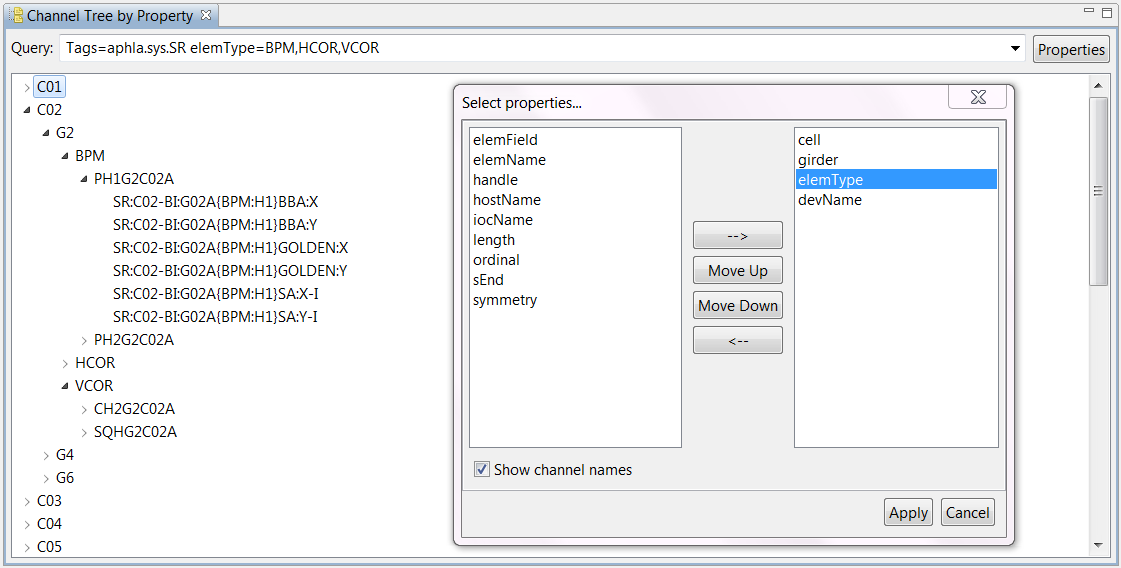 Channel Tree by Property
Query: Tags=aphla.sys.SR elemType=BPM,HCOR,VCOR Properties
C01
C02
G2
BPM
PH1G2C02A
SR:C02-BI:G02A{BPM:H1}BBA:X
SR:C02-BI:G02A{BPM:H1}BBA:Y
SR:C02-BI:G02A{BPM:H1}GOLDEN:X
SR:C02-BI:G02A{BPM:H1}GOLDEN:Y
SR:C02-BI:G02A{BPM:H1}SA:X-I
SR:C02-BI:G02A{BPM:H1}SA:Y-I
PH2G2C02A
HCOR
VCOR
CH2G2C02A
SQHG2C02A
G4
G6
C03
C04
C05
Select properties...
elemField
elemName
handle
hostName
iocName
length
ordinal
sEnd
symmetry
-->
Move Up
Move Down
<--
cell
girder
elemType
devName
Show channel names
Apply Cancel